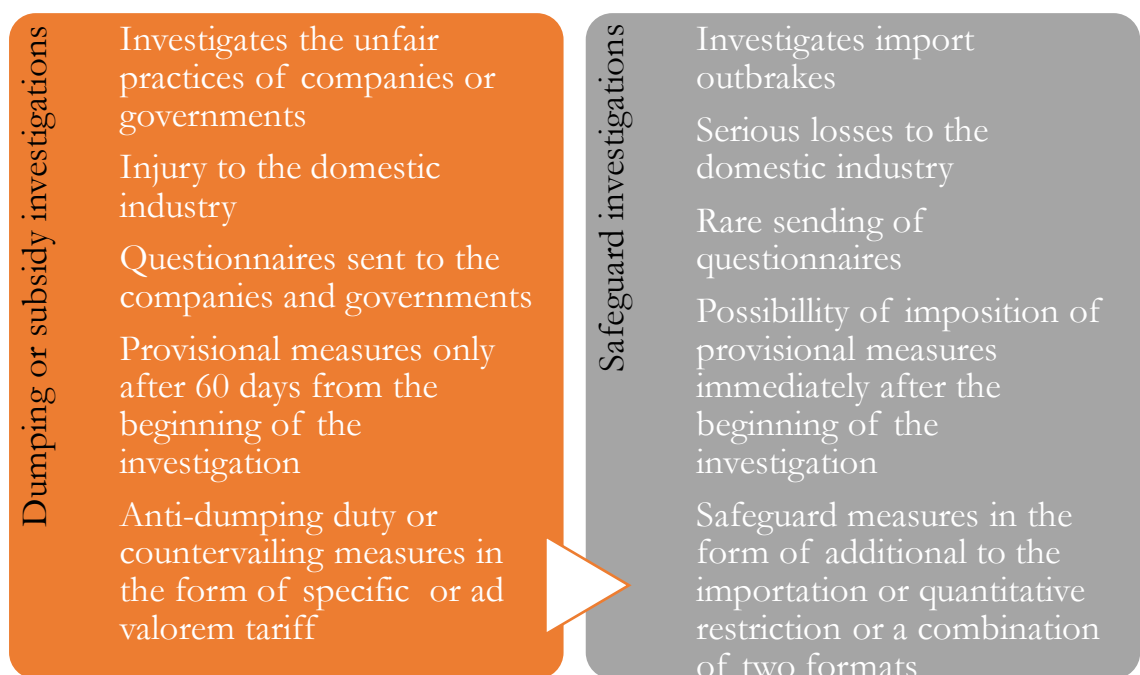 Dumping or subsidy investigations
Investigates the unfair
practices of companies or
governments
Injury to the domestic
industry
Questionnaires sent to the
companies and governments
Provisional measures only
after 60 days from the
beginning of the
investigation
Anti-dumping duty or
countervailing measures in
the form of specific or ad
valorem tariff
Safeguard investigations
Investigates import
outbrakes
Serious losses to the
domestic industry
Rare sending of
questionnaires
Possibillity of imposition of
provisional measures
immediately after the
beginning of the
investigation
Safeguard measures in the
form of additional to the
importation or quantitative
restriction or a combination
of two formats